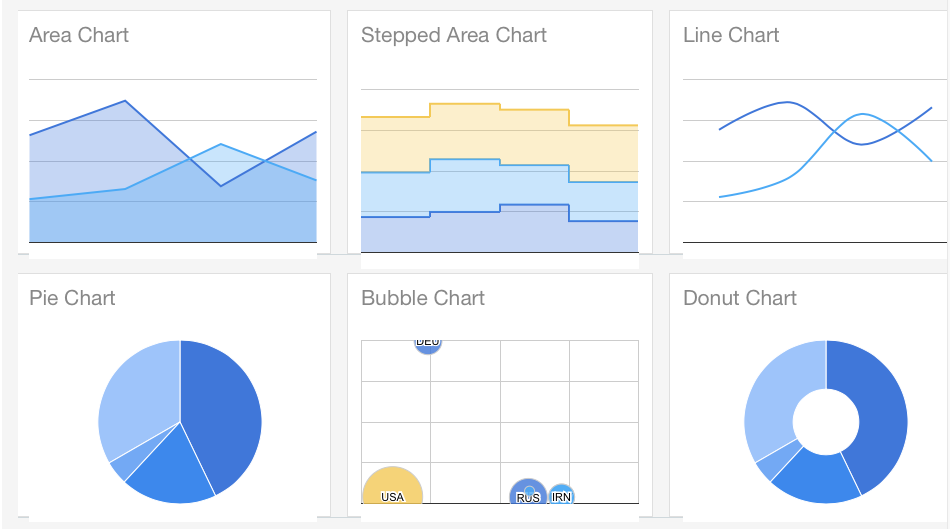 Area Chart
Stepped Area Chart
Line Chart
Pie Chart
Bubble Chart
Donut Chart
DEU
USA
RUS
IRN